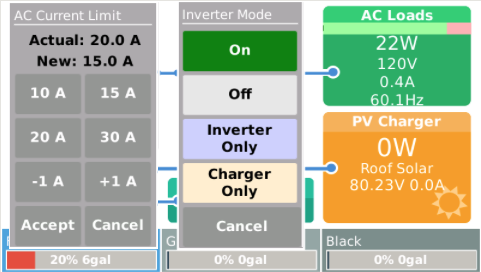 AC Current Limit
Actual: 20.0 A
New: 15.0 A
10 A
15 A
20 A
30 A
-1 A
+1 A
Accept
Cancel
Inverter Mode
On
Off
Inverter
Only
Charger
Only
Cancel
AC Loads
22W
120V
0.4A
60.1Hz
PV Charger
0W
Roof Solar
80.23V 0.0A
20% 6gal
G
0% 0gal
Black
0% 0gal